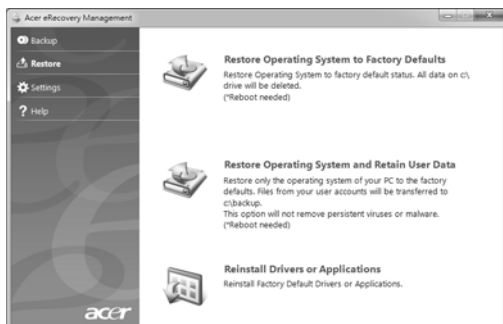 Acer eRecovery Management
Backup
Restore
Settings
Help
acer
Restore Operating System to Factory Defaults
Restore Operating System to factory default status. All data on c:\
drive will be deleted.
(*Reboot needed)
Restore Operating System and Retain User Data
Restore only the operating system of your PC to the factory
defaults. Files from your user accounts will be transferred to
c:\backup.
This option will not remove persistent viruses or malware.
(*Reboot needed)
Reinstall Drivers or Applications
Reinstall Factory Default Drivers or Applications.